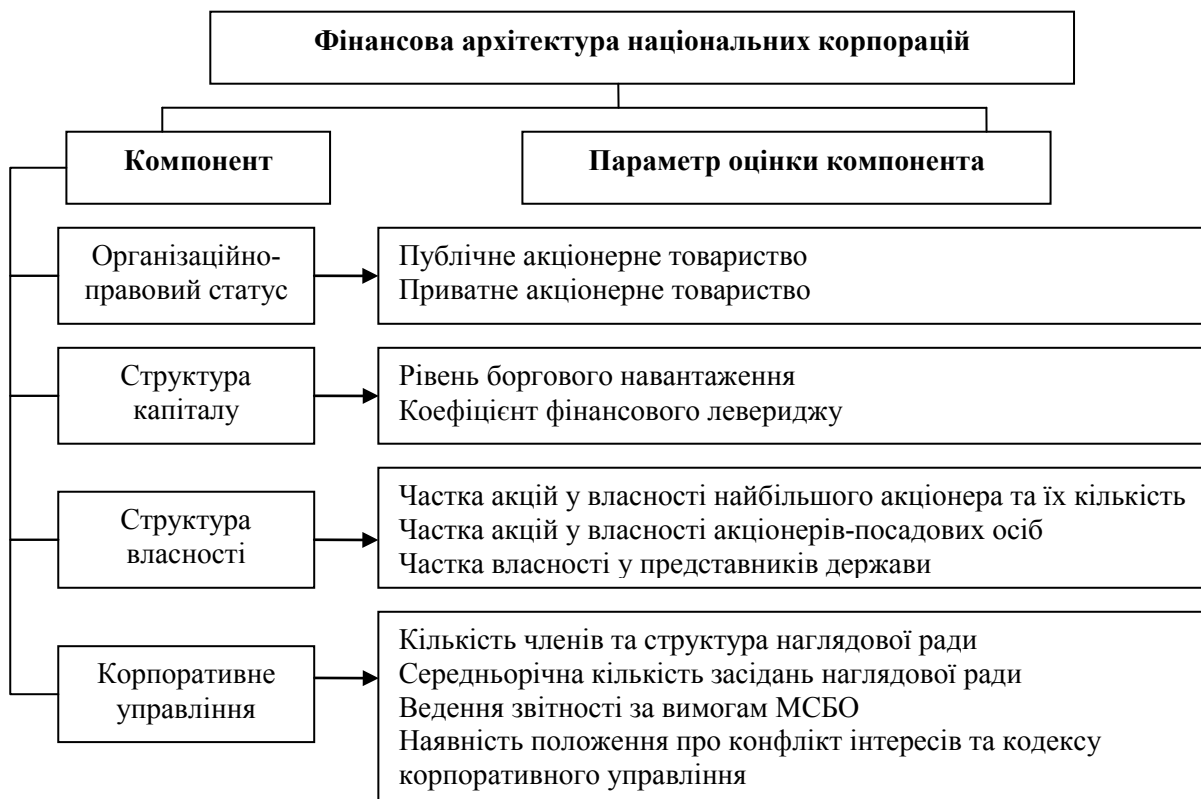 Фінансова архітектура національних корпорацій
Компонент
Параметр оцінки компонента
Організаційно-
правовий статус
Публічне акціонерне товариство
Приватне акціонерне товариство
Структура
капіталу
Рівень боргового навантаження
Коефіцієнт фінансового левериджу
Структура
власності
Частка акцій у власності найбільшого акціонера та їх кількість
Частка акцій у власності акціонерів-посадових осіб
Частка власності у представників держави
Корпоративне
управління
Кількість членів та структура наглядової ради
Середньорічна кількість засідань наглядової ради
Ведення звітності за вимогам МСБО
Наявність положення про конфлікт інтересів та кодексу
корпоративного управління